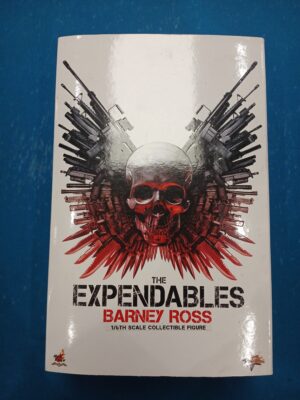 THE
EXPENDABLES
BARNEY ROSS
1/6TH SCALE COLLECTIBLE FIGURE